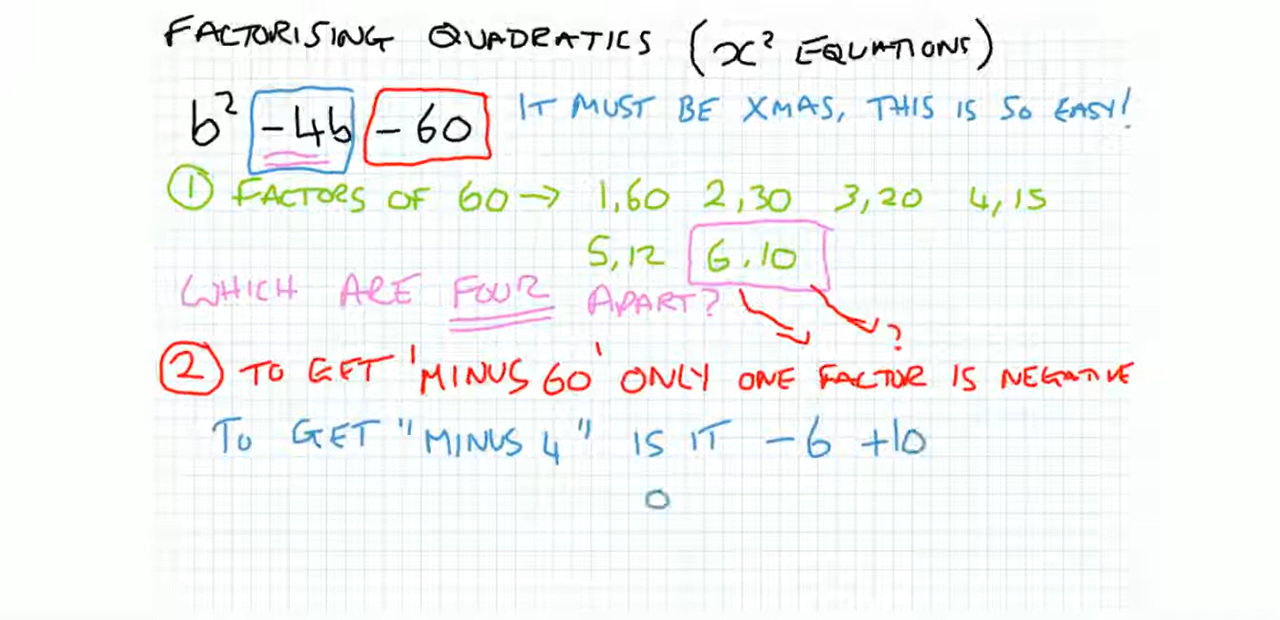 FACTORISING QUADRATICS (x² EQUATIONS)
b² -4b -60 IT MUST BE XMAS, THIS IS SO EASY!
① FACTORS OF 60 → 1,60 2,30 3,20 4,15
5,12 6,10
WHICH ARE FOUR APART? ?
② TO GET 'MINUS 60' ONLY ONE FACTOR IS NEGATIVE
TO GET "MINUS 4" IS IT -6 +10
O